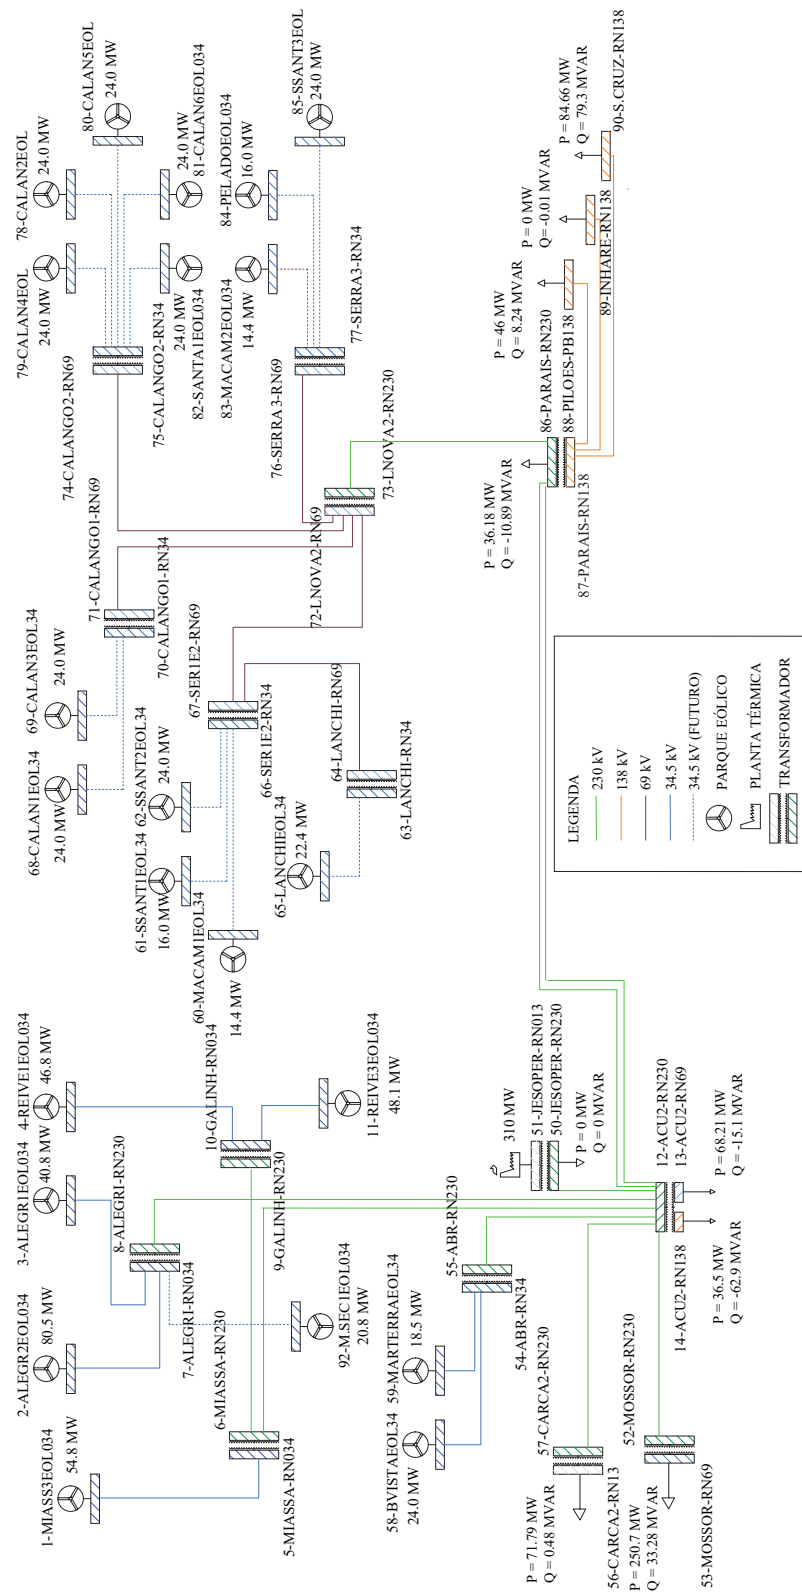 1-MIASS3EOL034
54.8 MW
2-ALEGR2EOL034
80.5 MW
3-ALEGR1EOL034
40.8 MW
4-REIVE1EOL034
46.8 MW
5-MIASSA-RN034
6-MIASSA-RN230
7-ALEGR1-RN034
8-ALEGR1-RN230
9-GALINH-RN230
10-GALINH-RN034
11-REIVE3EOL034
48.1 MW
92-M.SEC1EOL034
20.8 MW
60-MACAM1EOL34
14.4 MW
61-SSANT1EOL34
16.0 MW
62-SSANT2EOL34
24.0 MW
65-LANCHIEOL34
22.4 MW
63-LANCHI-RN34
64-LANCHI-RN69
66-SER1E2-RN34
67-SER1E2-RN69
68-CALAN1EOL34
24.0 MW
69-CALAN3EOL34
24.0 MW
70-CALANGO1-RN34
71-CALANGO1-RN69
72-LNOVA2-RN69
73-LNOVA2-RN230
74-CALANGO2-RN69
75-CALANGO2-RN34
79-CALAN4EOL
24.0 MW
78-CALAN2EOL
24.0 MW
80-CALAN5EOL
24.0 MW
24.0 MW
81-CALAN6EOL034
24.0 MW
82-SANTA1EOL034
83-MACAM2EOL034
14.4 MW
84-PELADOEOL034
16.0 MW
85-SSANT3EOL
24.0 MW
76-SERRA 3-RN69
77-SERRA3-RN34
58-BVISTAEOL34
24.0 MW
59-MARTERRAEOL34
18.5 MW
54-ABR-RN34
55-ABR-RN230
P = 71.79 MW
Q = 0.48 MVAR
56-CARCA2-RN13
57-CARCA2-RN230
P = 250.7 MW
Q = 33.28 MVAR
53-MOSSOR-RN69
52-MOSSOR-RN230
310 MW
51-JESOPER-RN013
50-JESOPER-RN230
P = 0 MW
Q = 0 MVAR
12-ACU2-RN230
13-ACU2-RN69
14-ACU2-RN138
P = 36.5 MW
Q = -62.9 MVAR
P = 68.21 MW
Q = -15.1 MVAR
P = 36.18 MW
Q = -10.89 MVAR
86-PARAIS-RN230
87-PARAIS-RN138
88-PILOES-PB138
P = 46 MW
Q = 8.24 MVAR
89-INHARE-RN138
P = 0 MW
Q = -0.01 MVAR
90-S.CRUZ-RN138
P = 84.66 MW
Q = 79.3 MVAR
LEGENDA
230 kV
138 kV
69 kV
34.5 kV
34.5 kV (FUTURO)
PARQUE EÓLICO
PLANTA TÉRMICA
TRANSFORMADOR